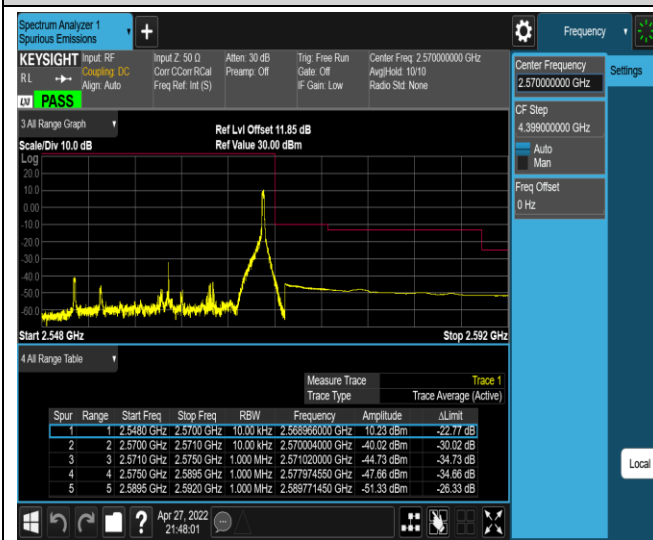 Spectrum Analyzer 1
Spurious Emissions
+
Frequency
KEYSIGHT Input: RF Input Z: 50 Ω Atten: 30 dB Trig: Free Run Center Freq: 2.570000000 GHz
RL Coupling: DC Corr CCorr RCal Preamp: Off Gate: Off Avg|Hold: 10/10
Align: Auto Freq Ref: Int (S) IF Gain: Low Radio Std: None
LXI PASS
Center Frequency
2.570000000 GHz
Settings
CF Step
4.399000000 GHz
Auto
Man
Freq Offset
0 Hz
3 All Range Graph
Ref Lvl Offset 11.85 dB
Scale/Div 10.0 dB Ref Value 30.00 dBm
Log
20.0
10.0
0.00
-10.0
-20.0
-30.0
-40.0
-50.0
-60.0
Start 2.548 GHz Stop 2.592 GHz
4 All Range Table
Measure Trace Trace 1
Trace Type Trace Average (Active)
Spur Range Start Freq Stop Freq RBW Frequency Amplitude ΔLimit
1 1 2.5480 GHz 2.5700 GHz 10.00 kHz 2.568966000 GHz 10.23 dBm -22.77 dB
2 2 2.5700 GHz 2.5710 GHz 10.00 kHz 2.570004000 GHz -40.02 dBm -30.02 dB
3 3 2.5710 GHz 2.5750 GHz 1.000 MHz 2.571020000 GHz -44.73 dBm -34.73 dB
4 4 2.5750 GHz 2.5895 GHz 1.000 MHz 2.577974550 GHz -47.66 dBm -34.66 dB
5 5 2.5895 GHz 2.5920 GHz 1.000 MHz 2.589771450 GHz -51.33 dBm -26.33 dB
Local
? Apr 27, 2022
21:48:01